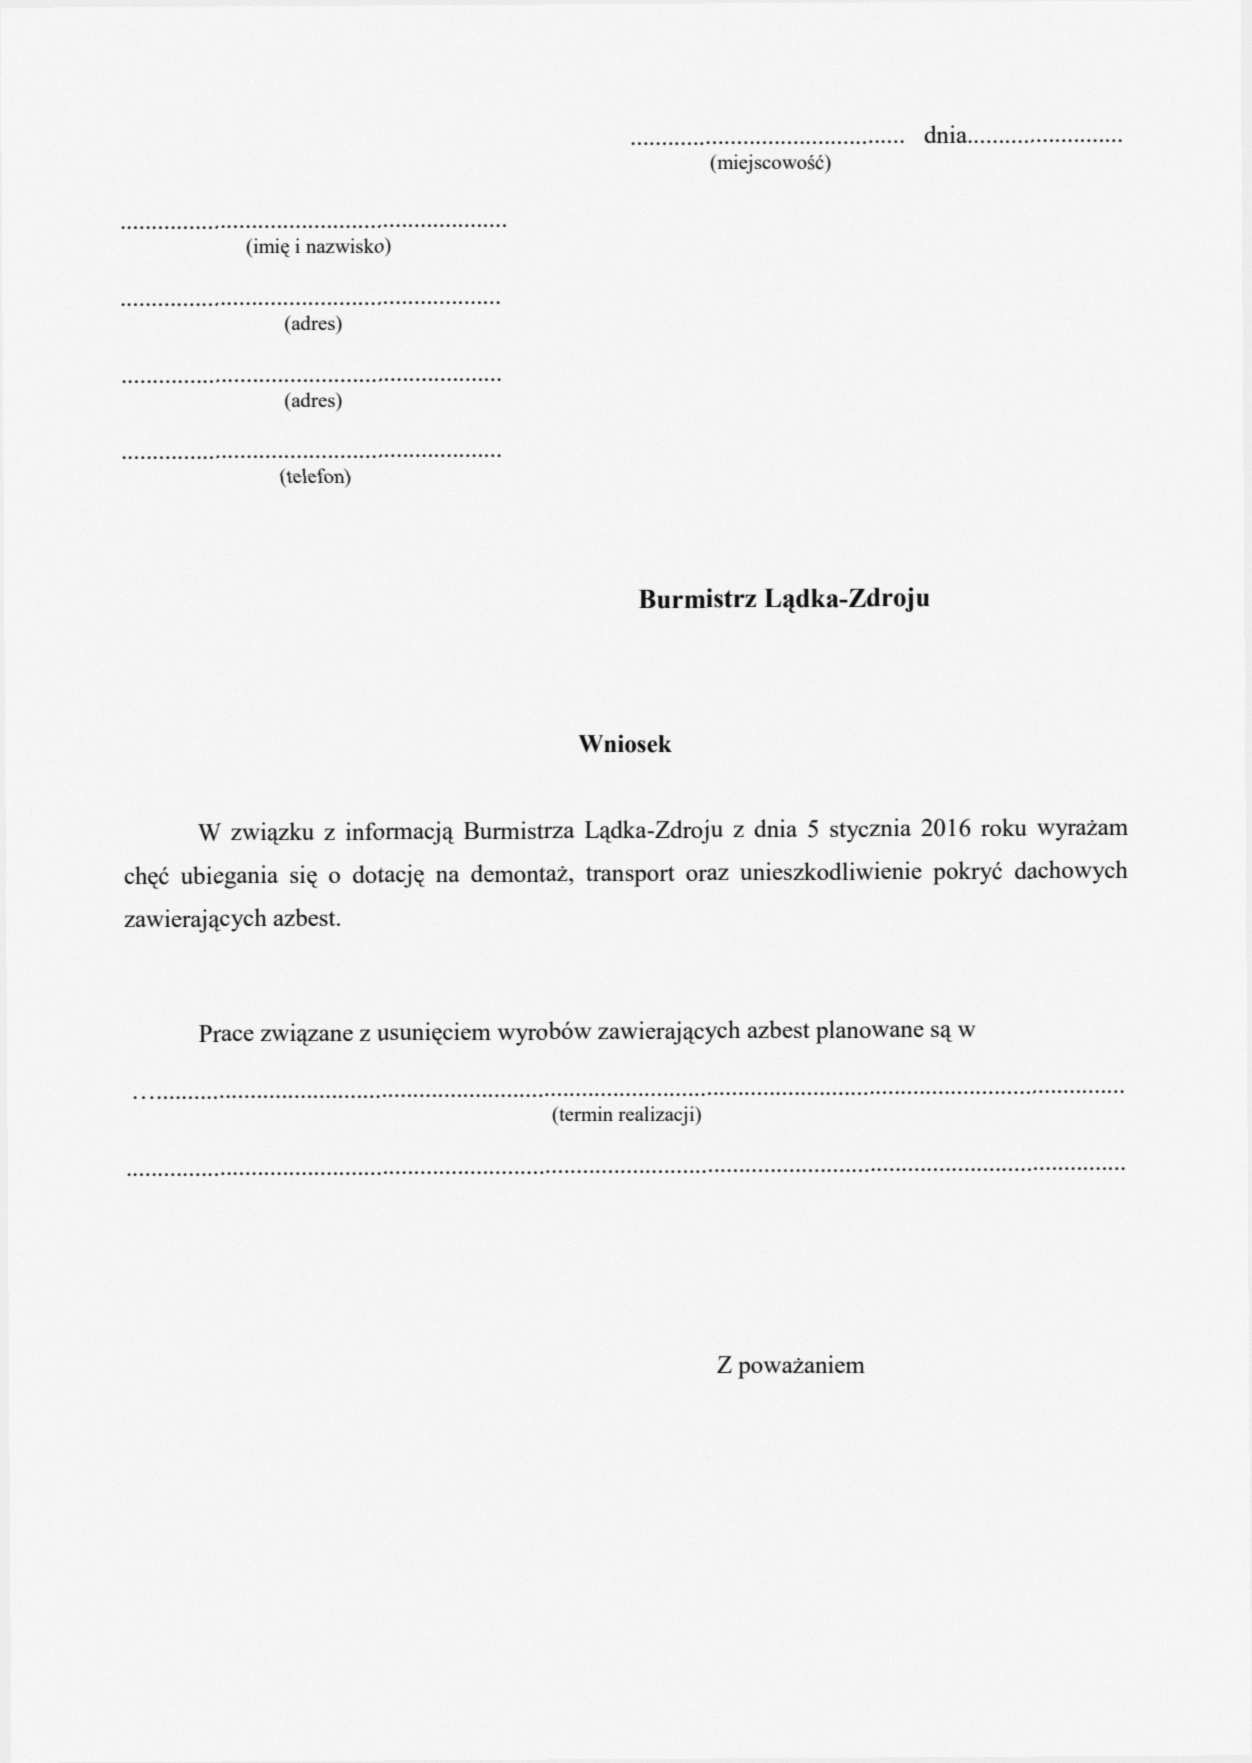 ............................................ dnia.........................
(miejscowość)
..............................................................
(imię i nazwisko)
.............................................................
(adres)
.............................................................
(adres)
.............................................................
(telefon)
Burmistrz Lądka-Zdroju
Wniosek
W związku z informacją Burmistrza Lądka-Zdroju z dnia 5 stycznia 2016 roku wyrażam
chęć ubiegania się o dotację na demontaż, transport oraz unieszkodliwienie pokryć dachowych
zawierających azbest.
Prace związane z usunięciem wyrobów zawierających azbest planowane są w
…............................................................................................................................................................
(termin realizacji)
................................................................................................................................................................
Z poważaniem